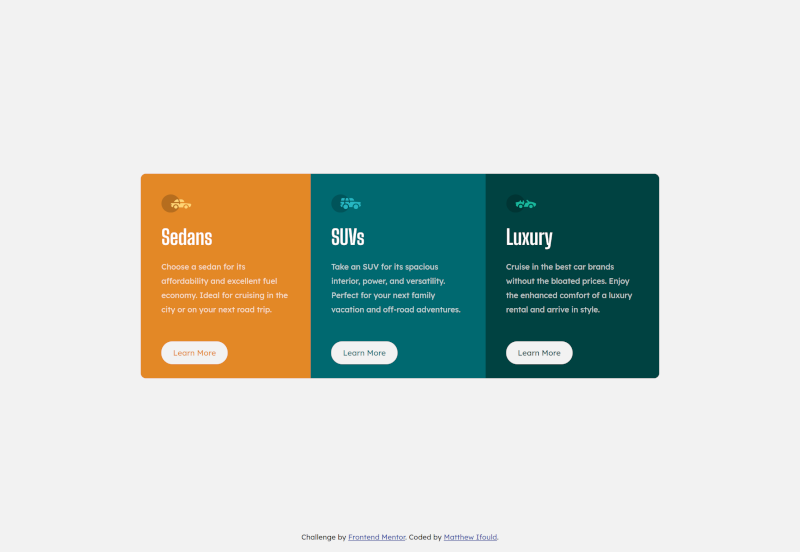 Sedans
Choose a sedan for its
affordability and excellent fuel
economy. Ideal for cruising in the
city or on your next road trip.
Learn More
SUVs
Take an SUV for its spacious
interior, power, and versatility.
Perfect for your next family
vacation and off-road adventures.
Learn More
Luxury
Cruise in the best car brands
without the bloated prices. Enjoy
the enhanced comfort of a luxury
rental and arrive in style.
Learn More
Challenge by Frontend Mentor. Coded by Matthew Ifould.